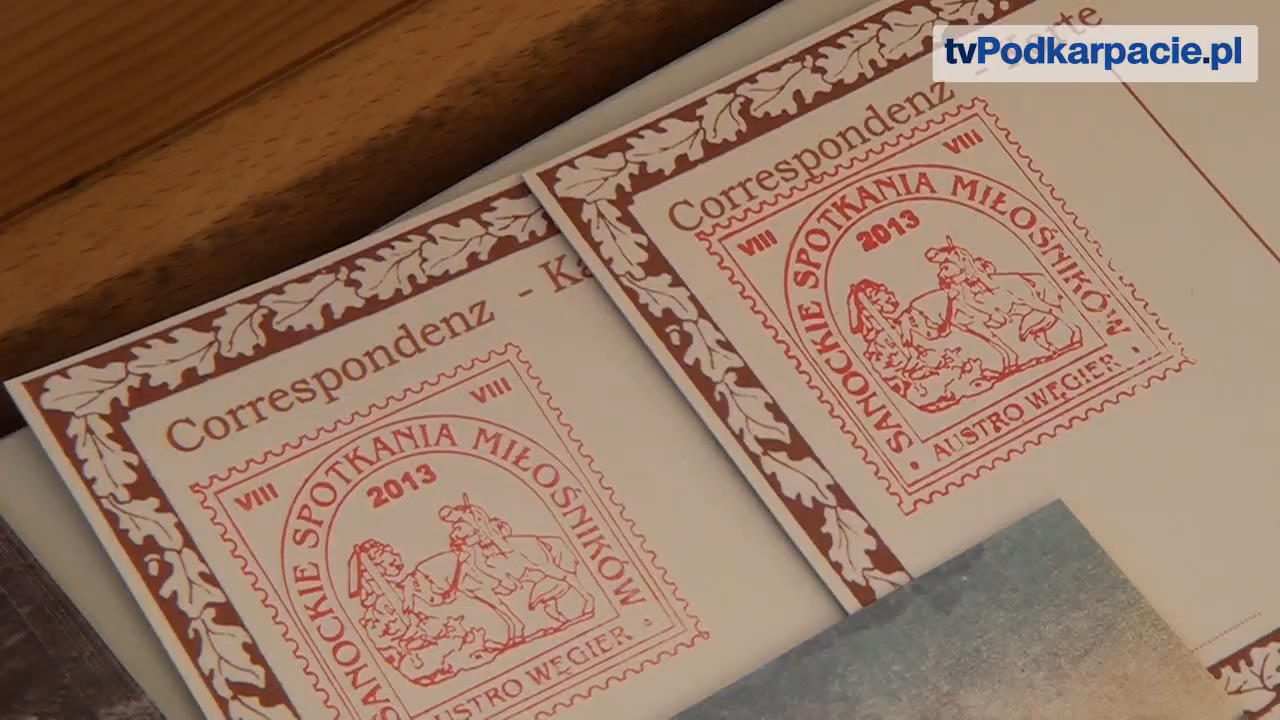 tvPodkarpacie.pl
Correspondenz - Karte
VIII
VIII
SANOCKIE SPOTKANIA MIŁOŚNIKÓW
2013
• AUSTRO WĘGIER •
Correspondenz - Ka
VIII
VIII
SANOCKIE SPOTKANIA MIŁOŚNIKÓW
2013
AUSTRO WĘGIER •